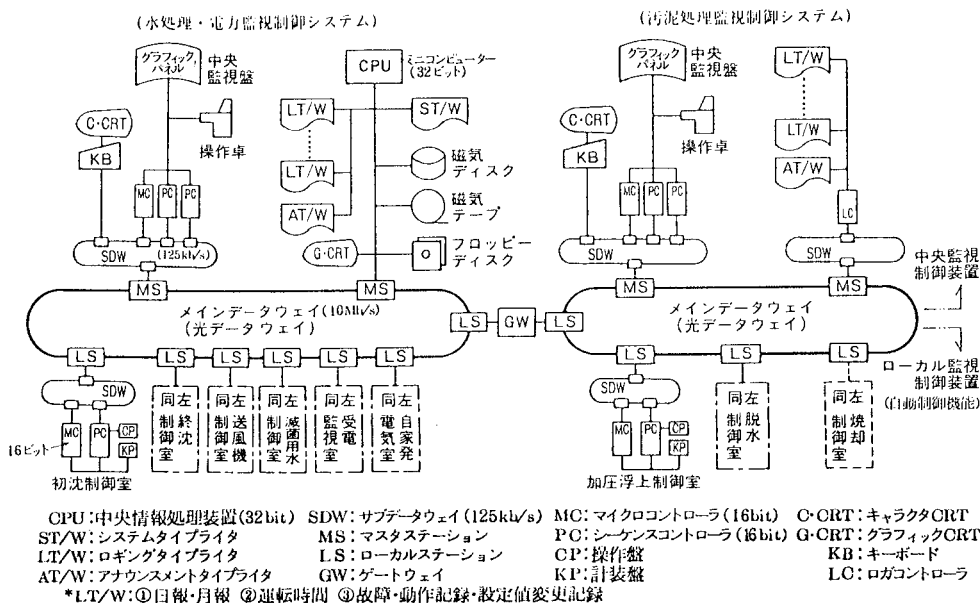 (水処理・電力監視制御システム)
(汚泥処理監視制御システム)
グラフィック
パネル
中央
監視盤
C・CRT
KB
操作卓
MC
PC
PC
SDW
(125kb/s)
MS
CPU
ミニコンピューター
(32ビット)
LT/W
LT/W
AT/W
ST/W
磁気
ディスク
磁気
テープ
G・CRT
フロッピー
ディスク
MS
グラフィック
パネル
中央
監視盤
C・CRT
KB
操作卓
MC
PC
PC
SDW
MS
LT/W
LT/W
AT/W
LC
SDW
MS
中央監視
制御装置
メインデータウェイ(10Mb/s)
(光データウェイ)
LS
GW
LS
メインデータウェイ
(光データウェイ)
ローカル監視
制御装置
(自動制御機能)
LS
LS
LS
LS
LS
LS
LS
LS
LS
SDW
MC
PC
CP
KP
16ビット
初沈制御室
同左
終沈
制御室
同左
送風機
制御室
同左
滅菌用水
制御室
同左
受電
監視室
同左
自家発
電気室
SDW
MC
PC
CP
KP
加圧浮上制御室
同左
脱水
制御室
同左
焼却
制御室
CPU:中央情報処理装置(32bit) SDW:サブデータウェイ(125kb/s) MC:マイクロコントローラ(16bit) C・CRT:キャラクタCRT
ST/W:システムタイプライタ MS:マスタステーション PC:シーケンスコントローラ(16bit) G・CRT:グラフィックCRT
LT/W:ロギングタイプライタ LS:ローカルステーション CP:操作盤 KB:キーボード
AT/W:アナウンスメントタイプライタ GW:ゲートウェイ KP:計装盤 LC:ロガコントローラ
*LT/W:①日報・月報 ②運転時間 ③故障・動作記録・設定値変更記録